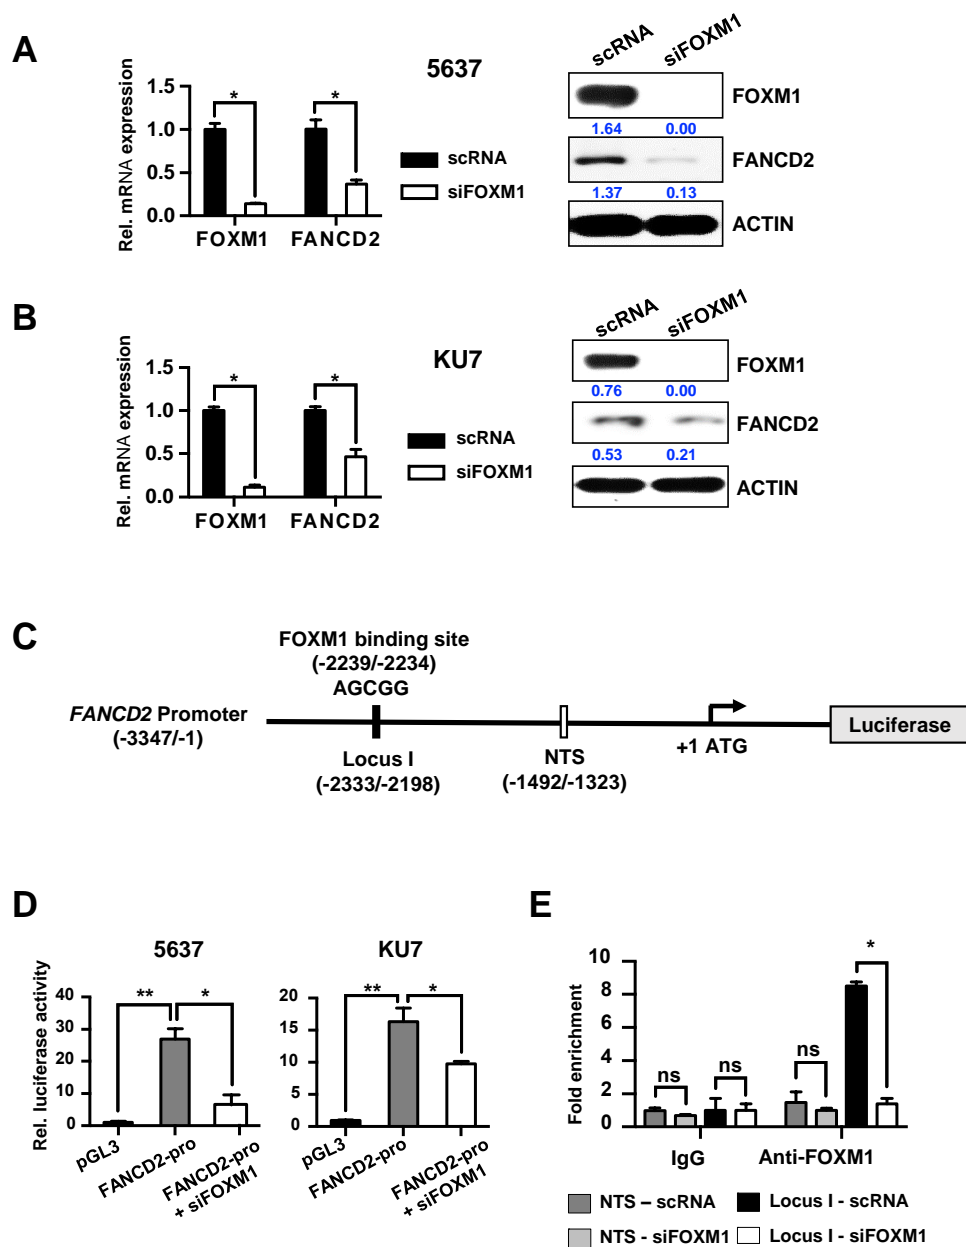 A
5637
Rel. mRNA expression
1.5
1.0
0.5
0.0
*
*
FOXM1
FANCD2
scRNA
siFOXM1
scRNA
siFOXM1
FOXM1
1.64
0.00
FANCD2
1.37
0.13
ACTIN
B
KU7
Rel. mRNA expression
1.5
1.0
0.5
0.0
*
*
FOXM1
FANCD2
scRNA
siFOXM1
scRNA
siFOXM1
FOXM1
0.76
0.00
FANCD2
0.53
0.21
ACTIN
C
FOXM1 binding site
(-2239/-2234)
AGCGG
FANCD2 Promoter
(-3347/-1)
Locus I
(-2333/-2198)
NTS
(-1492/-1323)
+1 ATG
Luciferase
D
5637
Rel. luciferase activity
40
30
20
10
0
**
*
pGL3
FANCD2-pro
FANCD2-pro
+ siFOXM1
KU7
20
15
10
5
0
**
*
pGL3
FANCD2-pro
FANCD2-pro
+ siFOXM1
E
Fold enrichment
10
8
6
4
2
0
ns
ns
ns
*
IgG
Anti-FOXM1
NTS – scRNA
Locus I - scRNA
NTS - siFOXM1
Locus I - siFOXM1